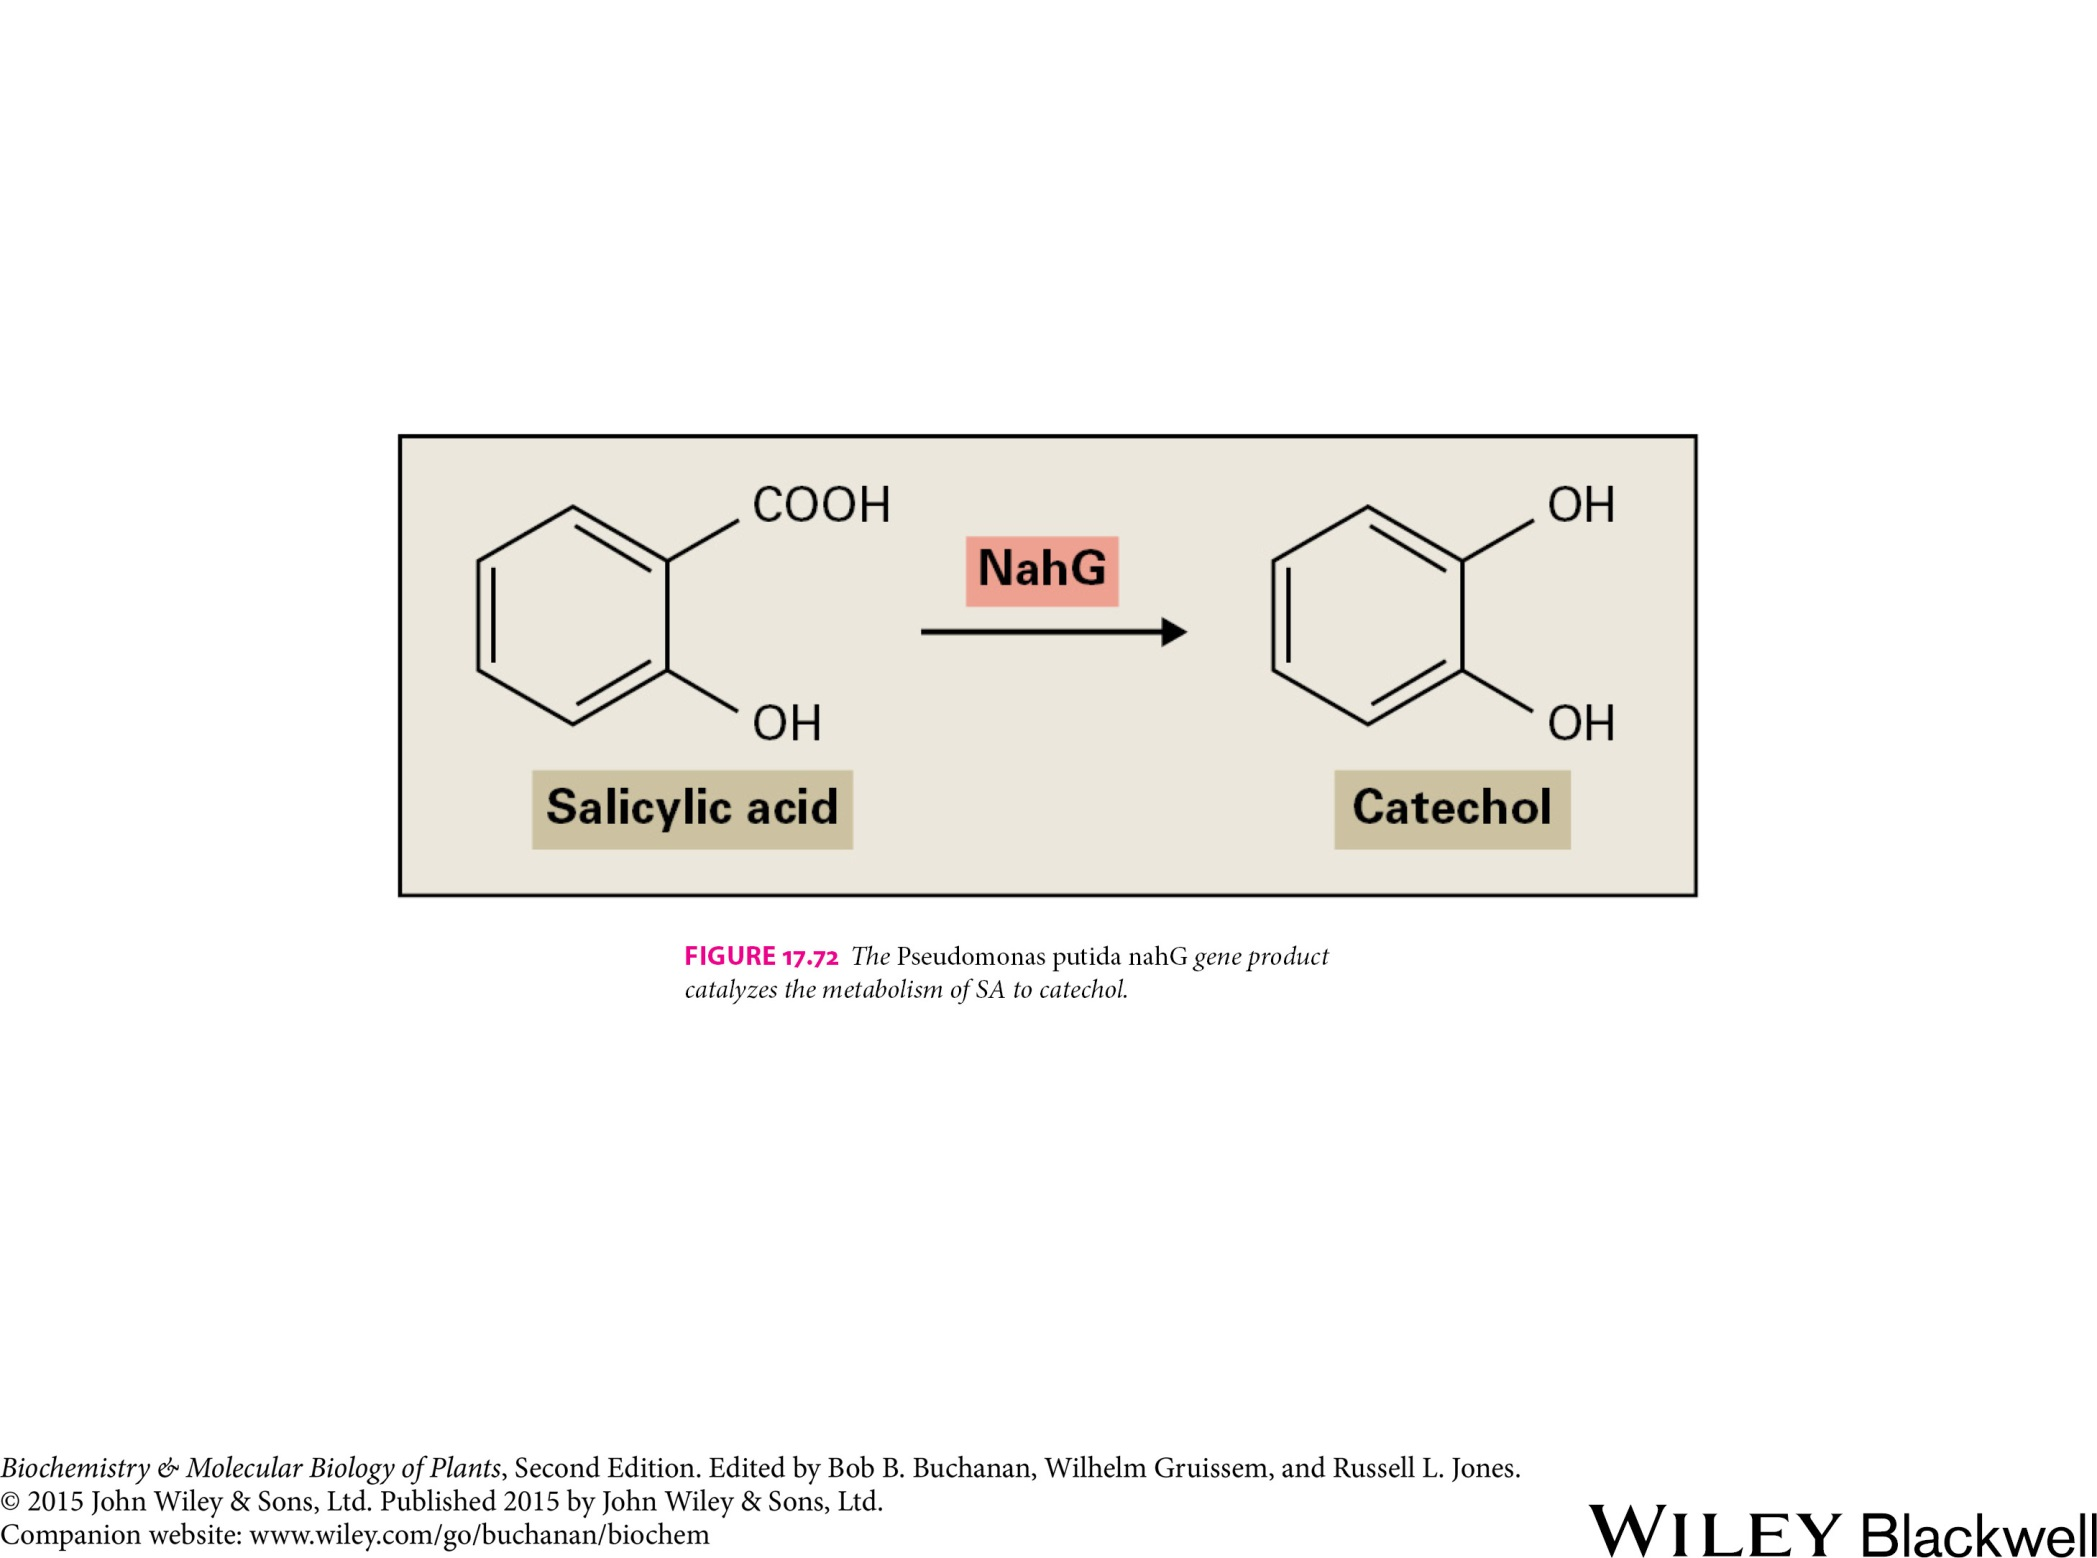 COOH
OH
NahG
OH
OH
Salicylic acid
Catechol
FIGURE 17.72 The Pseudomonas putida nahG gene product
catalyzes the metabolism of SA to catechol.
Biochemistry & Molecular Biology of Plants, Second Edition. Edited by Bob B. Buchanan, Wilhelm Gruissem, and Russell L. Jones.
© 2015 John Wiley & Sons, Ltd. Published 2015 by John Wiley & Sons, Ltd.
Companion website: www.wiley.com/go/buchanan/biochem
WILEY Blackwell